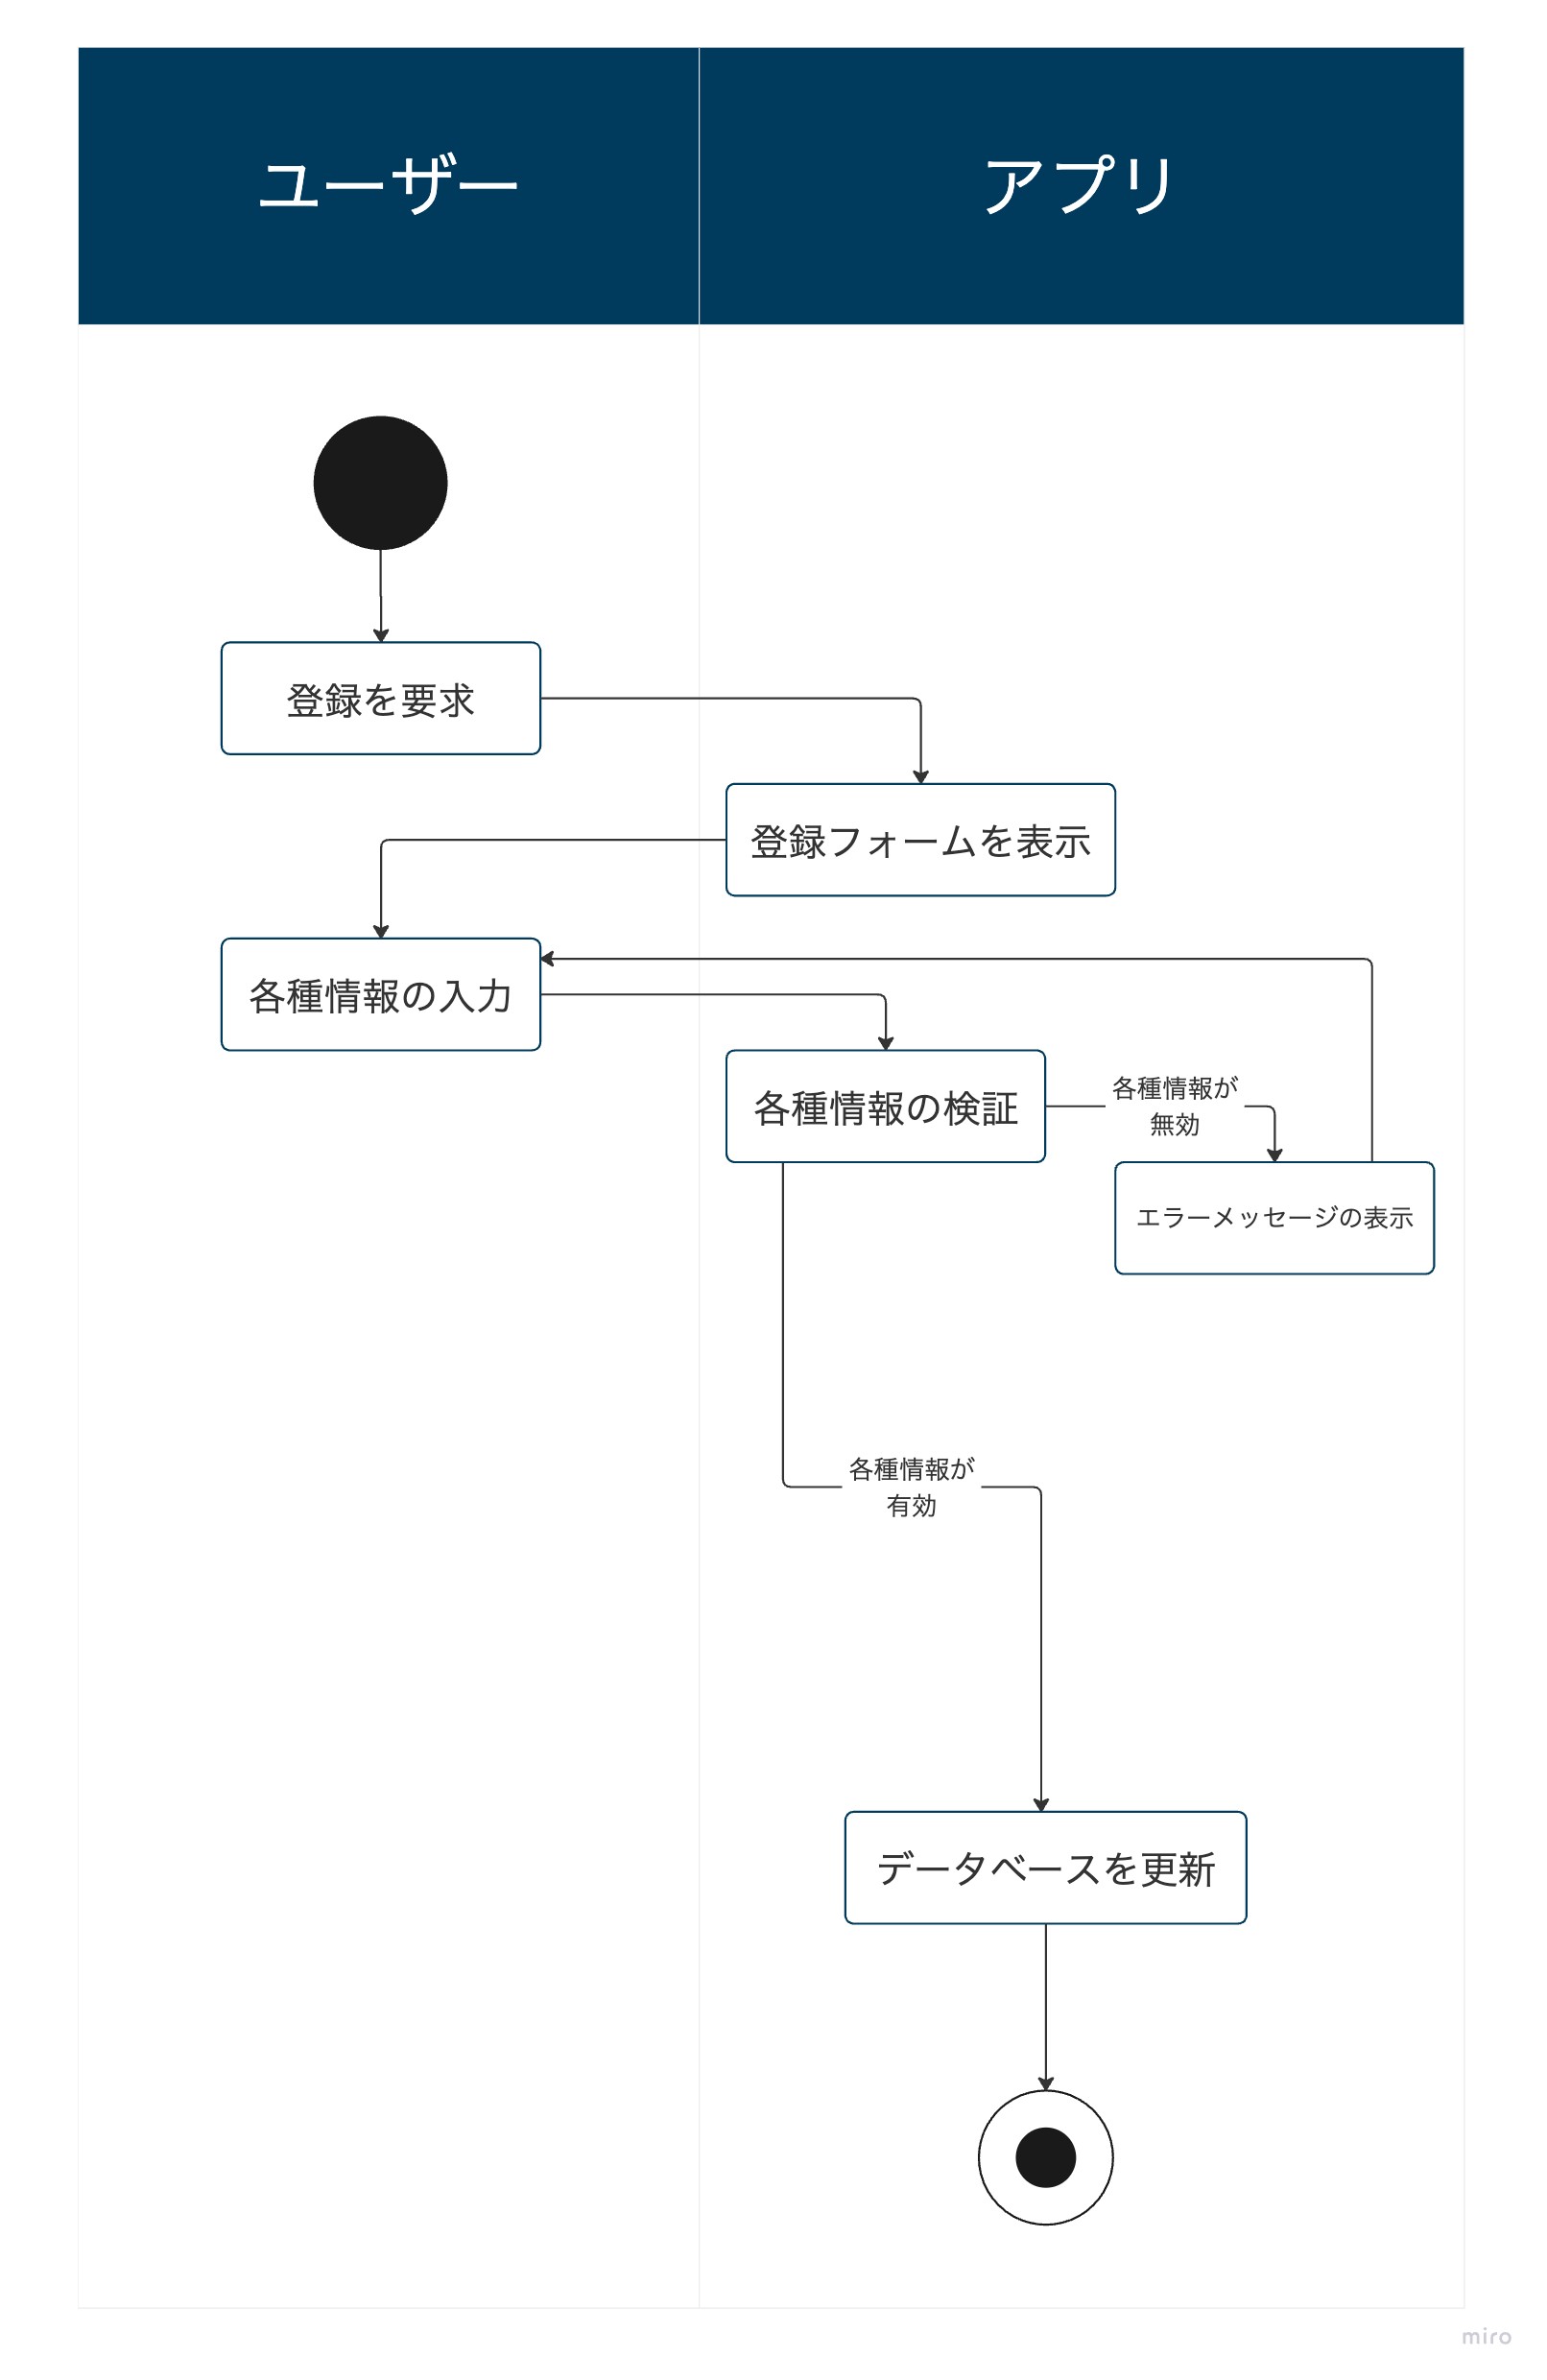 ユーザー
アプリ
登録を要求
登録フォームを表示
各種情報の入力
各種情報の検証
各種情報が
無効
エラーメッセージの表示
各種情報が
有効
データベースを更新
miro